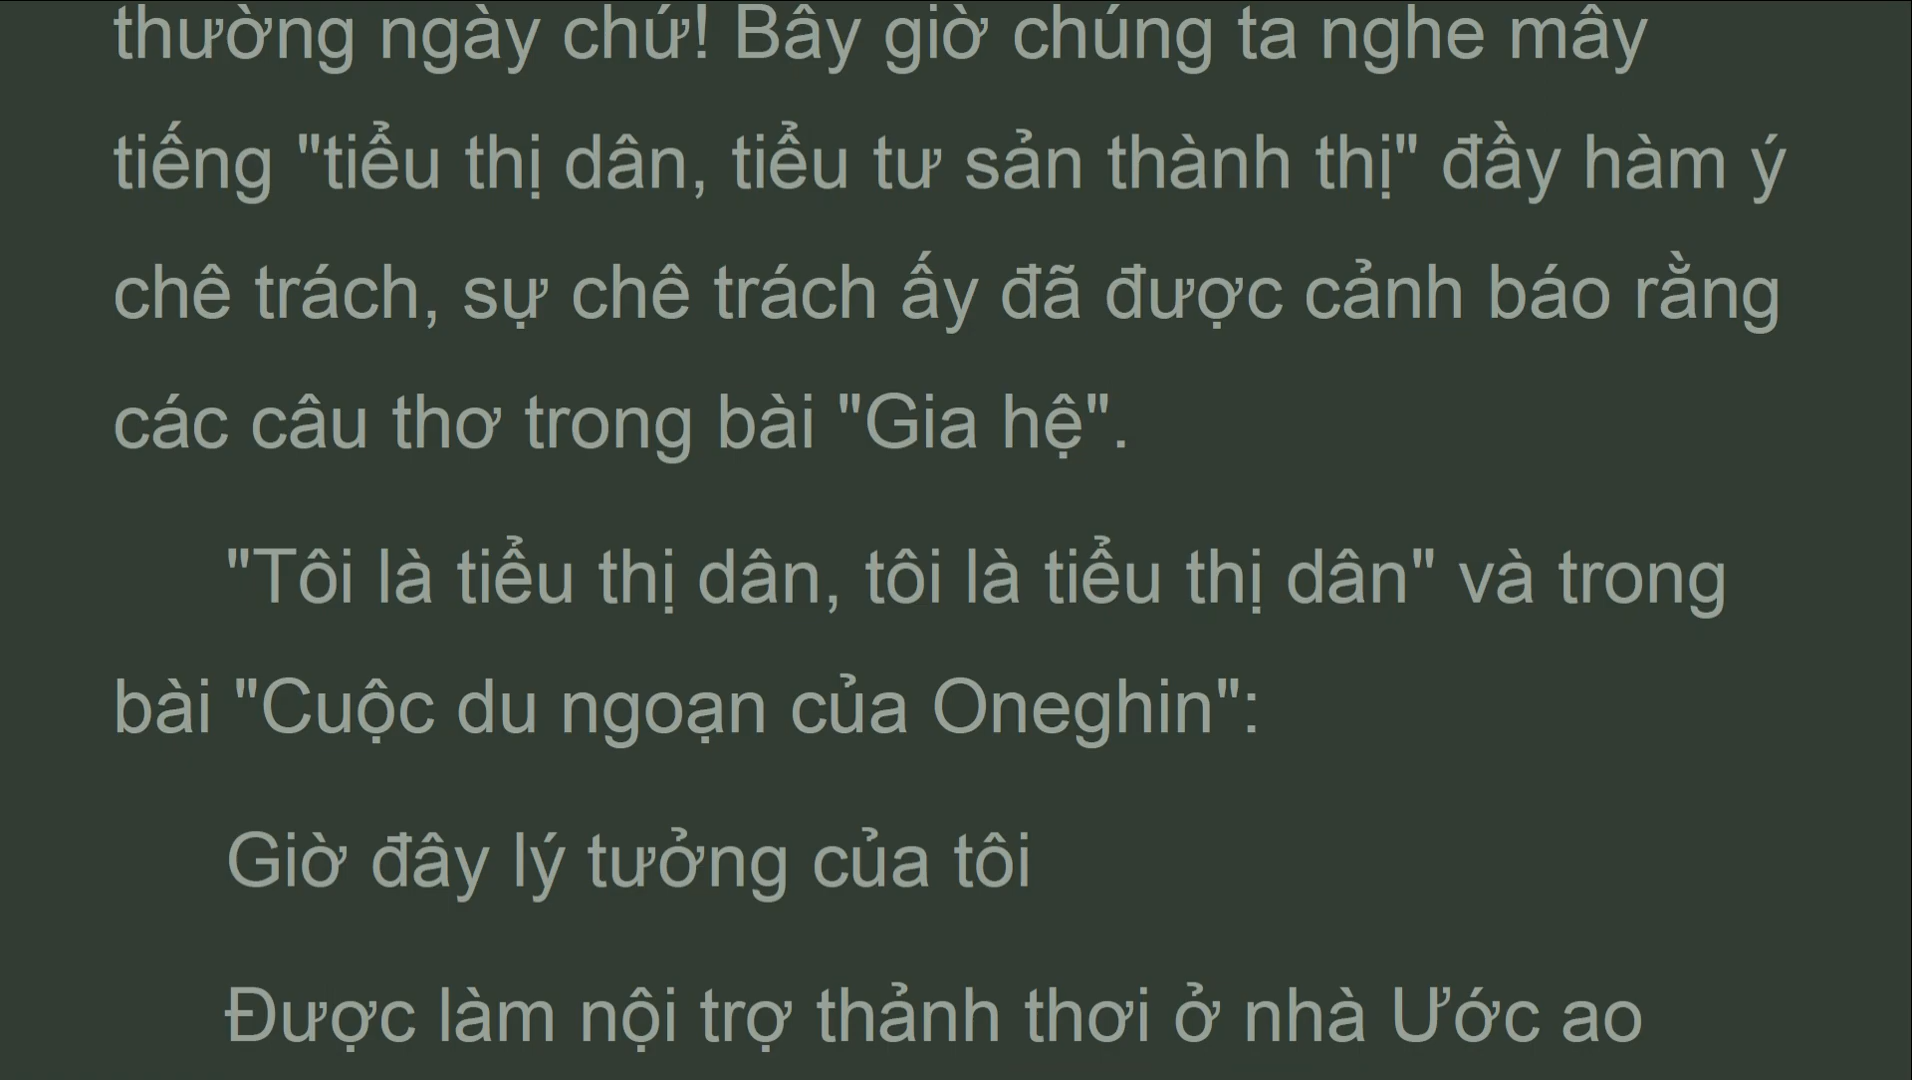 thường ngày chứ! Bây giờ chúng ta nghe mấy
tiếng "tiểu thị dân, tiểu tư sản thành thị" đầy hàm ý
chê trách, sự chê trách ấy đã được cảnh báo rằng
các câu thơ trong bài "Gia hệ".
"Tôi là tiểu thị dân, tôi là tiểu thị dân" và trong
bài "Cuộc du ngoạn của Oneghin":
Giờ đây lý tưởng của tôi
Được làm nội trợ thảnh thơi ở nhà Ước ao